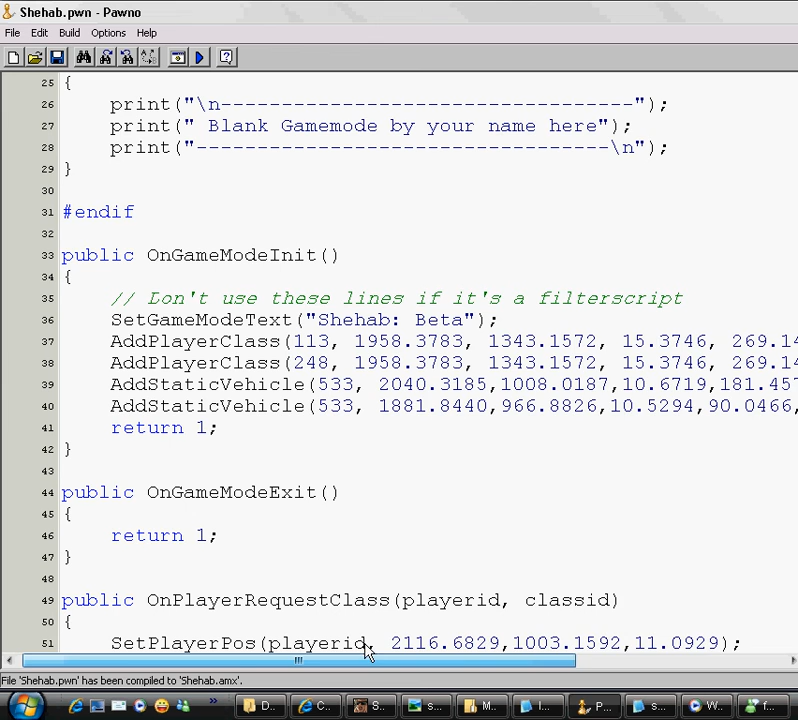 Shehab.pwn - Pawno
File Edit Build Options Help
25 {
26 print("\n----------------------------------");
27 print(" Blank Gamemode by your name here");
28 print("----------------------------------\n");
29 }
30
31 #endif
32
33 public OnGameModeInit()
34 {
35 // Don't use these lines if it's a filterscript
36 SetGameModeText("Shehab: Beta");
37 AddPlayerClass(113, 1958.3783, 1343.1572, 15.3746, 269.14
38 AddPlayerClass(248, 1958.3783, 1343.1572, 15.3746, 269.14
39 AddStaticVehicle(533, 2040.3185,1008.0187,10.6719,181.457
40 AddStaticVehicle(533, 1881.8440,966.8826,10.5294,90.0466,
41 return 1;
42 }
43
44 public OnGameModeExit()
45 {
46 return 1;
47 }
48
49 public OnPlayerRequestClass(playerid, classid)
50 {
51 SetPlayerPos(playerid, 2116.6829,1003.1592,11.0929);
File 'Shehab.pwn' has been compiled to 'Shehab.amx'.
D... C... S... s... M... I... P... s... W... f...